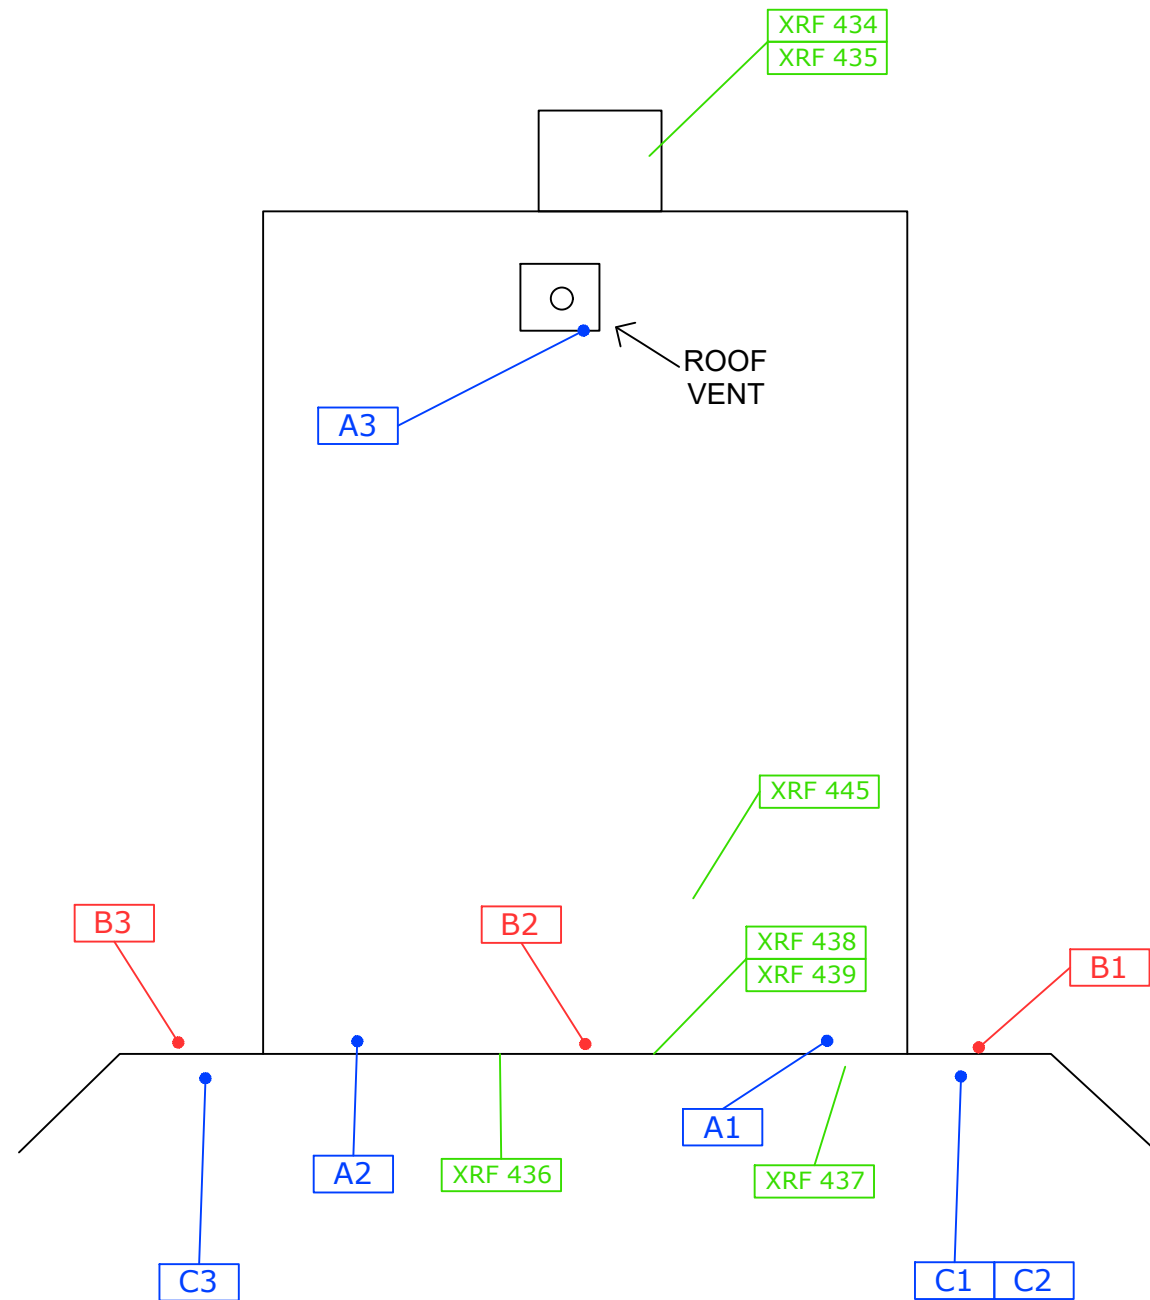 XRF 434
XRF 435
ROOF
VENT
A3
XRF 445
B3
B2
XRF 438
XRF 439
B1
A1
A2
XRF 436
XRF 437
C3
C1
C2